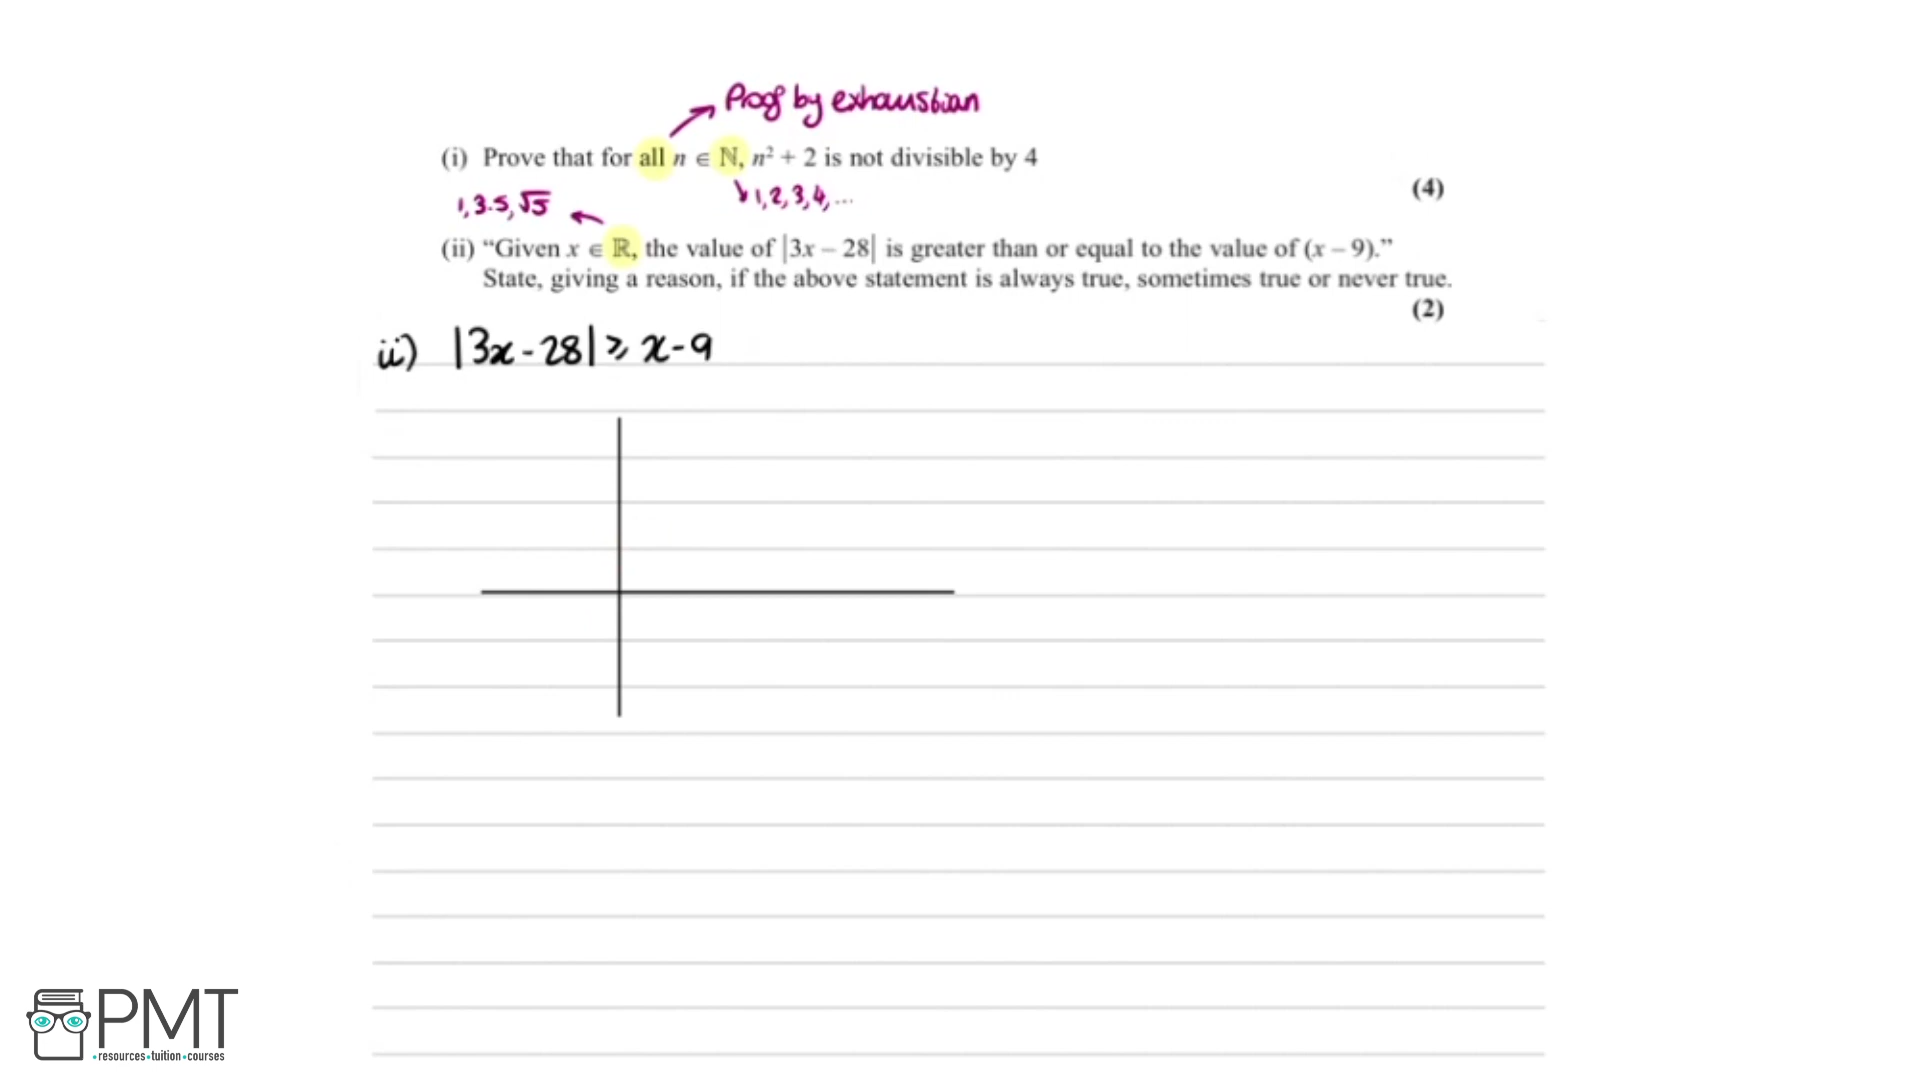 Proof by exhaustion
(i) Prove that for all n ∈ ℕ, n² + 2 is not divisible by 4
(4)
1, 3.5, √5
1, 2, 3, 4, ...
(ii) “Given x ∈ ℝ, the value of |3x – 28| is greater than or equal to the value of (x – 9).”
State, giving a reason, if the above statement is always true, sometimes true or never true.
(2)
ii) |3x - 28| ⩾ x - 9
PMT
•resources•tuition•courses